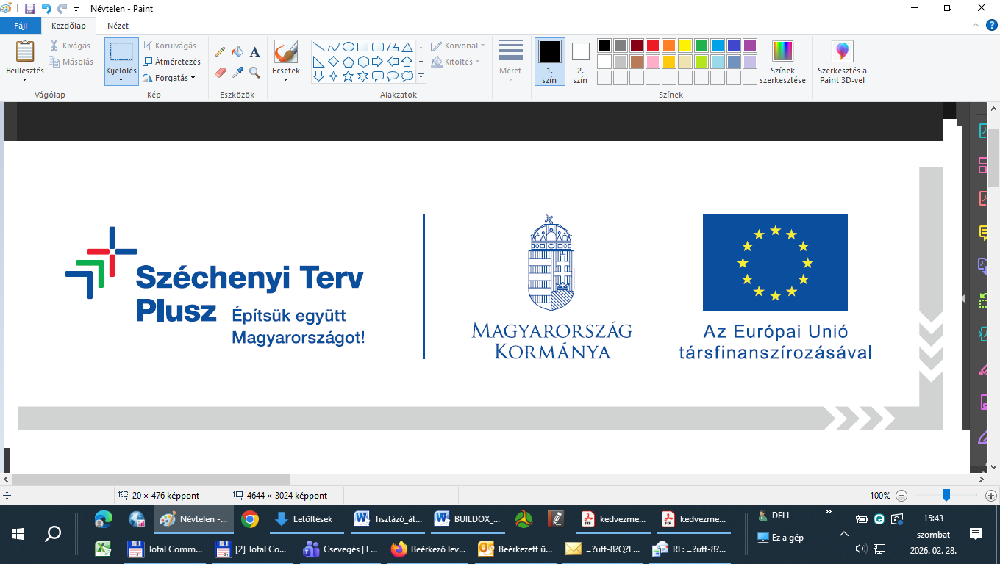 Névtelen - Paint
Fájl Kezdőlap Nézet
Beillesztés
Kivágás
Másolás
Vágólap
Kijelölés
Körülvágás
Átméretezés
Forgatás
Kép
A
Eszközök
Ecsetek
Körvonal
Kitöltés
Alakzatok
Méret
1. szín
2. szín
Színek szerkesztése
Színek
Szerkesztés a Paint 3D-vel
Széchenyi Terv
Plusz
Építsük együtt
Magyarországot!
MAGYARORSZÁG
KORMÁNYA
Az Európai Unió
társfinanszírozásával
20 × 476 képpont
4644 × 3024 képpont
100%
Névtelen -...
Letöltések
Tisztázó_át...
BUILDOX_...
kedvezme...
kedvezme...
DELL
15:43
Total Comm...
[2] Total Co...
Csevegés | F...
Beérkező lev...
Beérkezett ü...
=?utf-8?Q?F...
RE: =?utf-8?...
Ez a gép
szombat
2026. 02. 28.